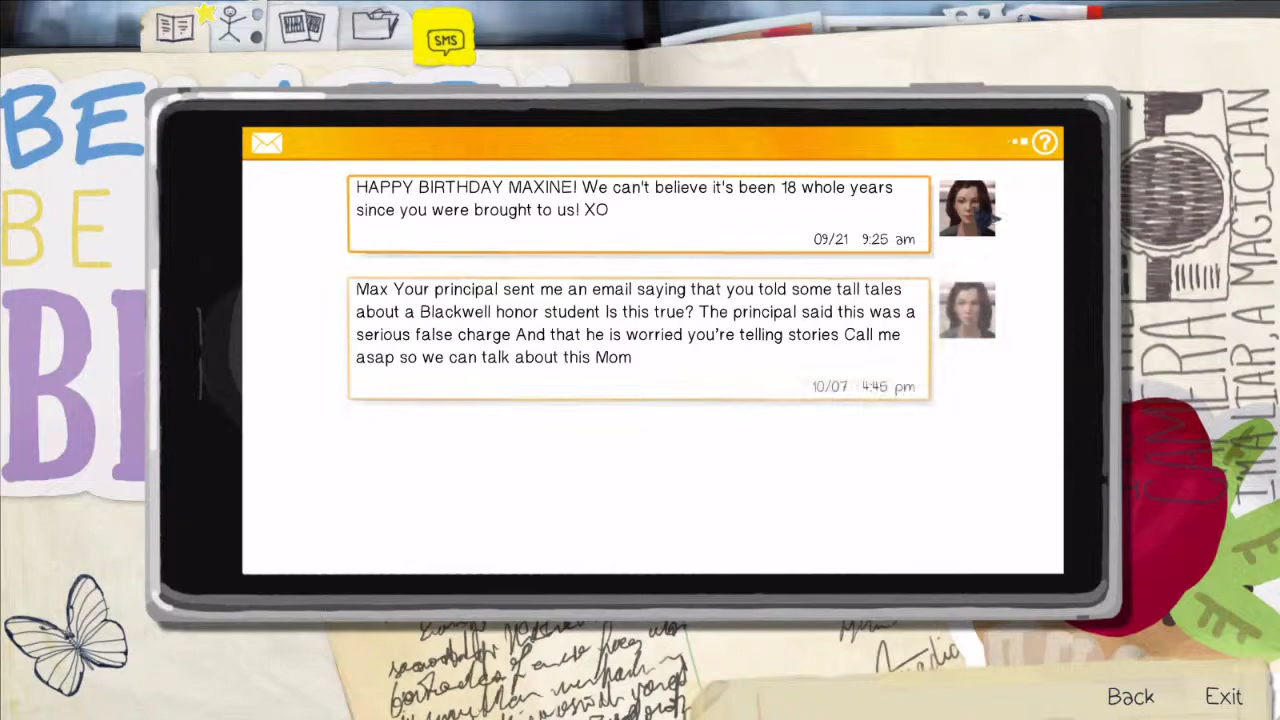 SMS
HAPPY BIRTHDAY MAXINE! We can't believe it's been 18 whole years
since you were brought to us! XO
09/21 9:25 am
Max Your principal sent me an email saying that you told some tall tales
about a Blackwell honor student Is this true? The principal said this was a
serious false charge And that he is worried you're telling stories Call me
asap so we can talk about this Mom
10/07 4:45 pm
BE
BE
CAMERA
IM A LIAR, A MAGICIAN
Back Exit